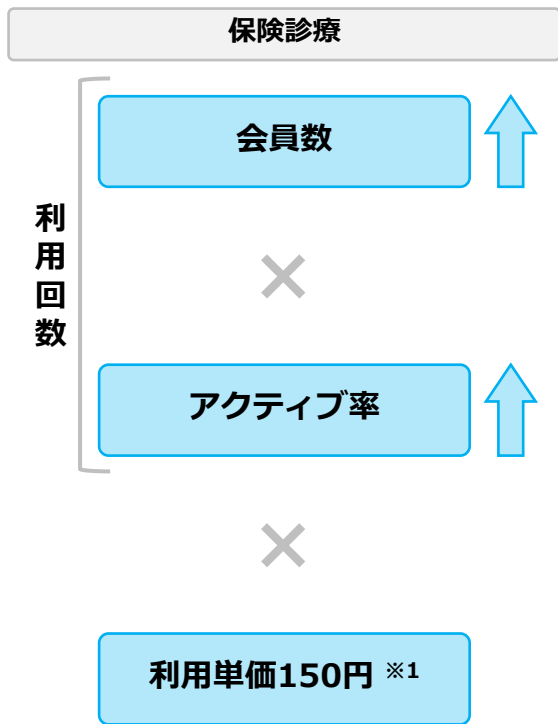 保険診療
会員数
利用回数
×
アクティブ率
×
利用単価150円 ※1